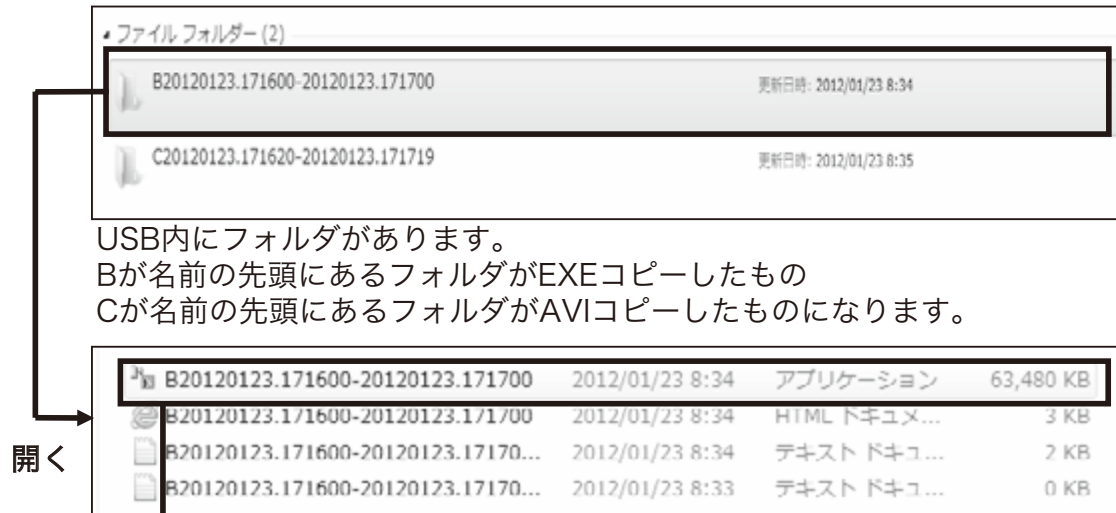 ファイル フォルダー (2)
B20120123.171600-20120123.171700 更新日時: 2012/01/23 8:34
C20120123.171620-20120123.171719 更新日時: 2012/01/23 8:35
USB内にフォルダがあります。
Bが名前の先頭にあるフォルダがEXEコピーしたもの
Cが名前の先頭にあるフォルダがAVIコピーしたものになります。
B20120123.171600-20120123.171700 2012/01/23 8:34 アプリケーション 63,480 KB
B20120123.171600-20120123.171700 2012/01/23 8:34 HTML ドキュメ... 3 KB
開く
B20120123.171600-20120123.17170... 2012/01/23 8:34 テキスト ドキュ... 2 KB
B20120123.171600-20120123.17170... 2012/01/23 8:33 テキスト ドキュ... 0 KB